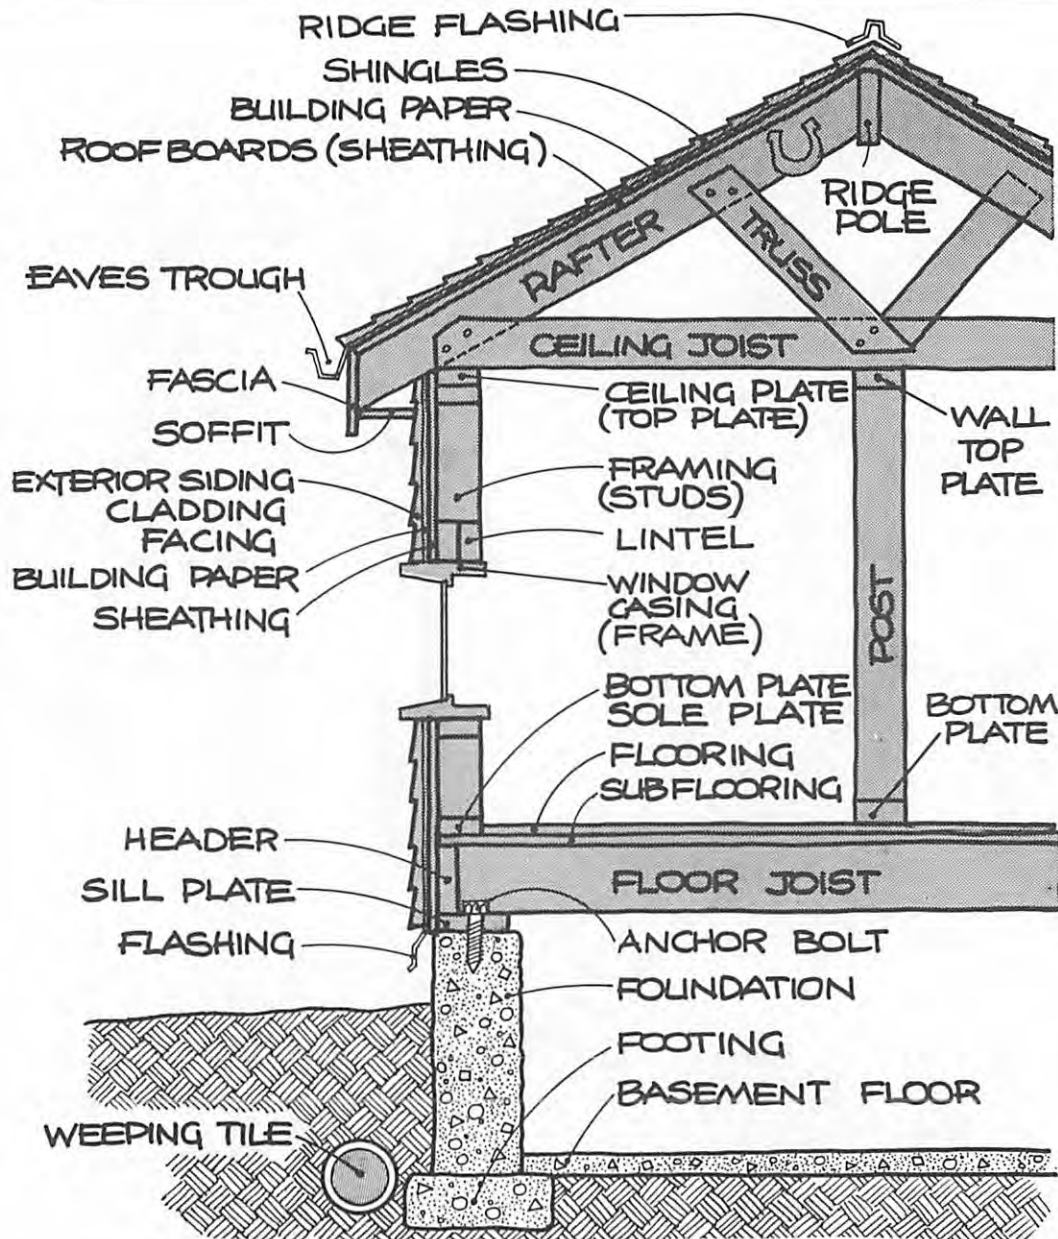 RIDGE FLASHING
SHINGLES
BUILDING PAPER
ROOF BOARDS (SHEATHING)
RIDGE
POLE
RAFTER
TRUSS
EAVES TROUGH
CEILING JOIST
FASCIA
SOFFIT
CEILING PLATE
(TOP PLATE)
WALL
TOP
PLATE
EXTERIOR SIDING
CLADDING
FACING
BUILDING PAPER
SHEATHING
FRAMING
(STUDS)
LINTEL
WINDOW
CASING
(FRAME)
POST
BOTTOM PLATE
SOLE PLATE
BOTTOM
PLATE
FLOORING
SUBFLOORING
HEADER
SILL PLATE
FLASHING
FLOOR JOIST
ANCHOR BOLT
FOUNDATION
FOOTING
BASEMENT FLOOR
WEEPING TILE